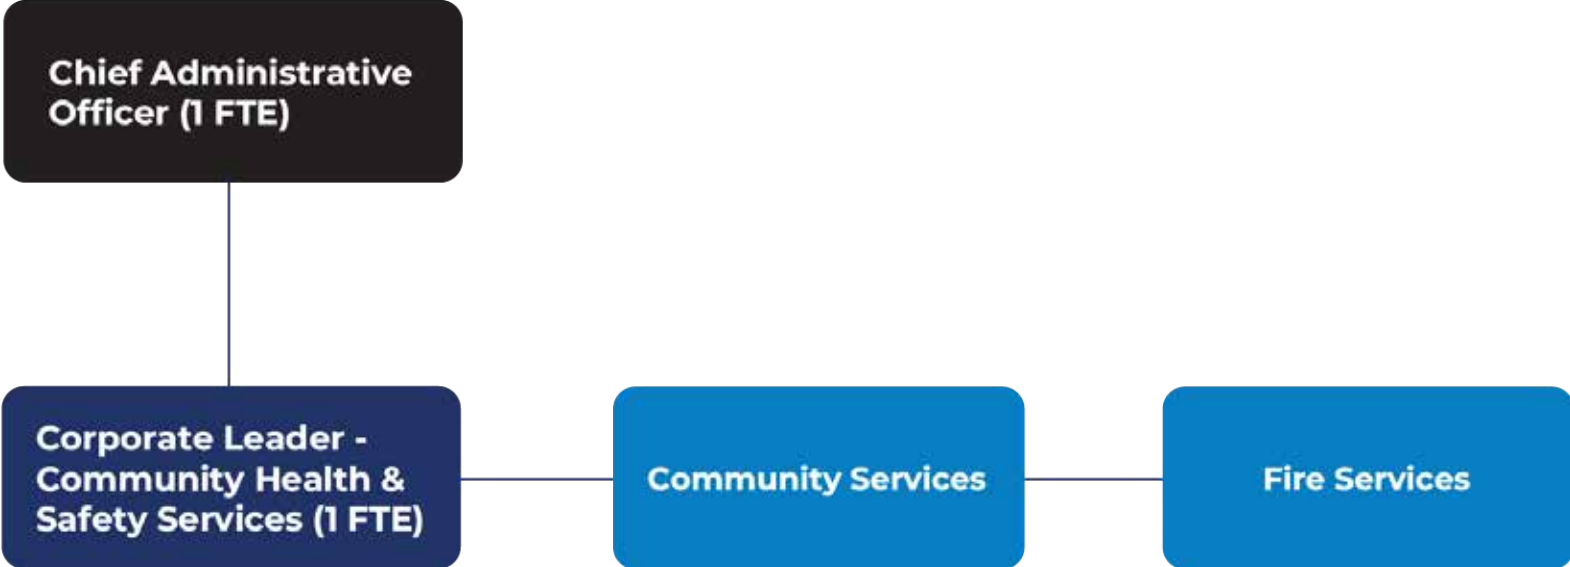 Chief Administrative
Officer (1 FTE)
Corporate Leader -
Community Health &
Safety Services (1 FTE)
Community Services
Fire Services